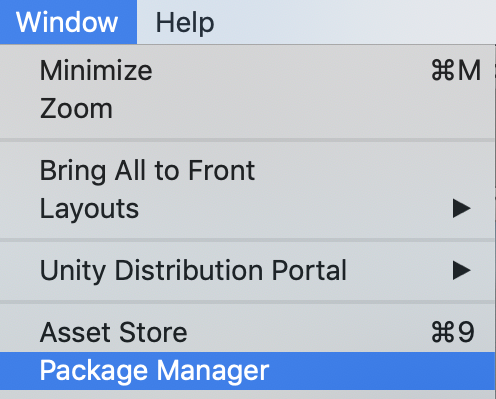 Window Help
Minimize ⌘M
Zoom
Bring All to Front
Layouts ▶
Unity Distribution Portal ▶
Asset Store ⌘9
Package Manager